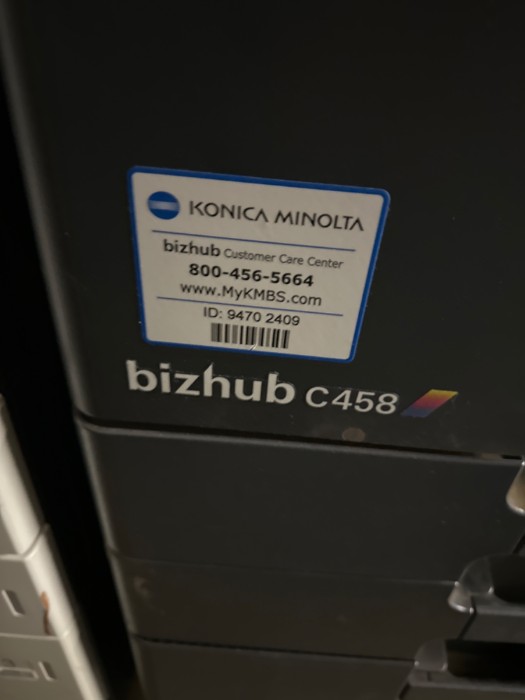 KONICA MINOLTA
bizhub Customer Care Center
800-456-5664
www.MyKMBS.com
ID: 9470 2409
bizhub C458